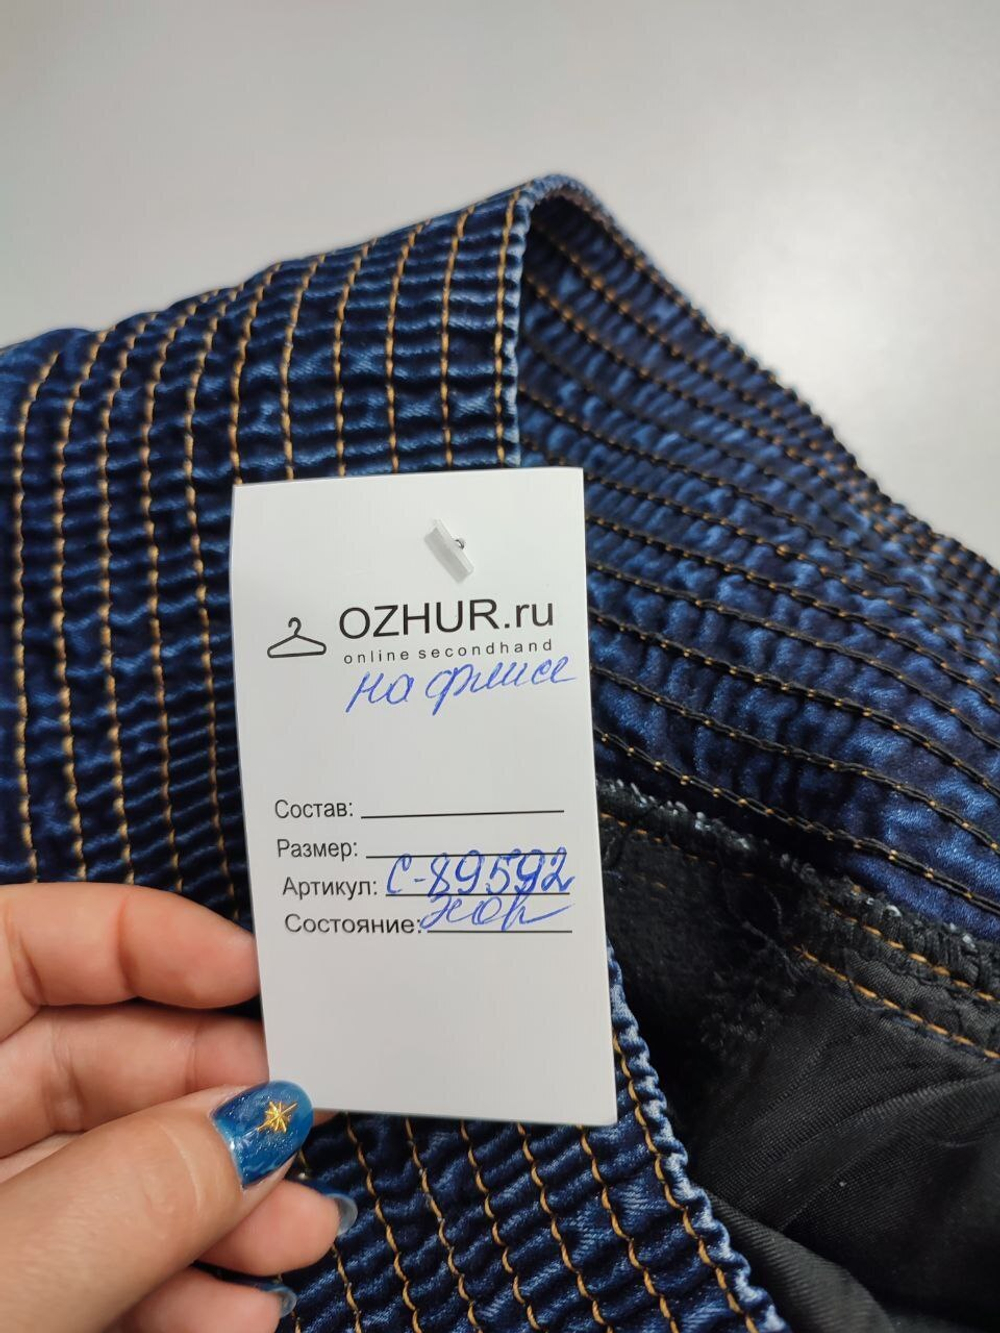 OZHUR.ru
online secondhand
на флисе
Состав:
Размер:
Артикул: С-89592
Состояние: хор